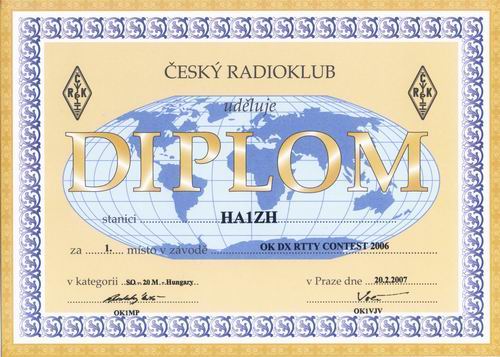 ČESKÝ RADIOKLUB
uděluje
DIPLOM
stanici HA1ZH
za 1. místo v závodě OK DX RTTY CONTEST 2006
v kategorii SO - 20 M - Hungary V Praze dne 20.2.2007
OK1MP OK1VJV
Č R K
Č R K